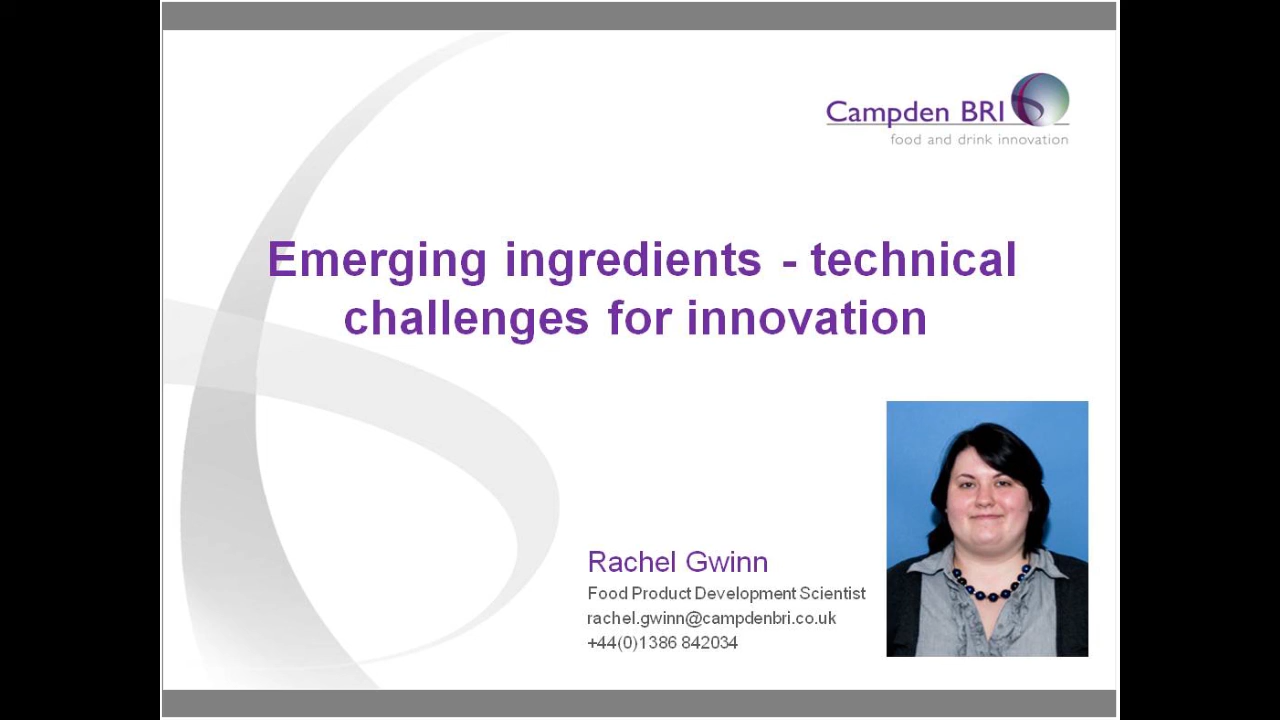 Campden BRI
food and drink innovation
Emerging ingredients - technical
challenges for innovation
Rachel Gwinn
Food Product Development Scientist
rachel.gwinn@campdenbri.co.uk
+44(0)1386 842034